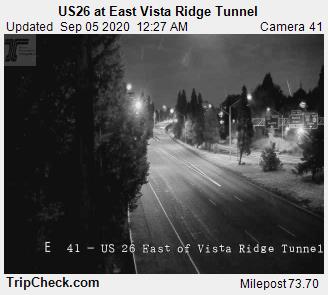 US26 at East Vista Ridge Tunnel
Updated Sep 05 2020 12:27 AM Camera 41
E 41 - US 26 East of Vista Ridge Tunnel
TripCheck.com Milepost 73.70